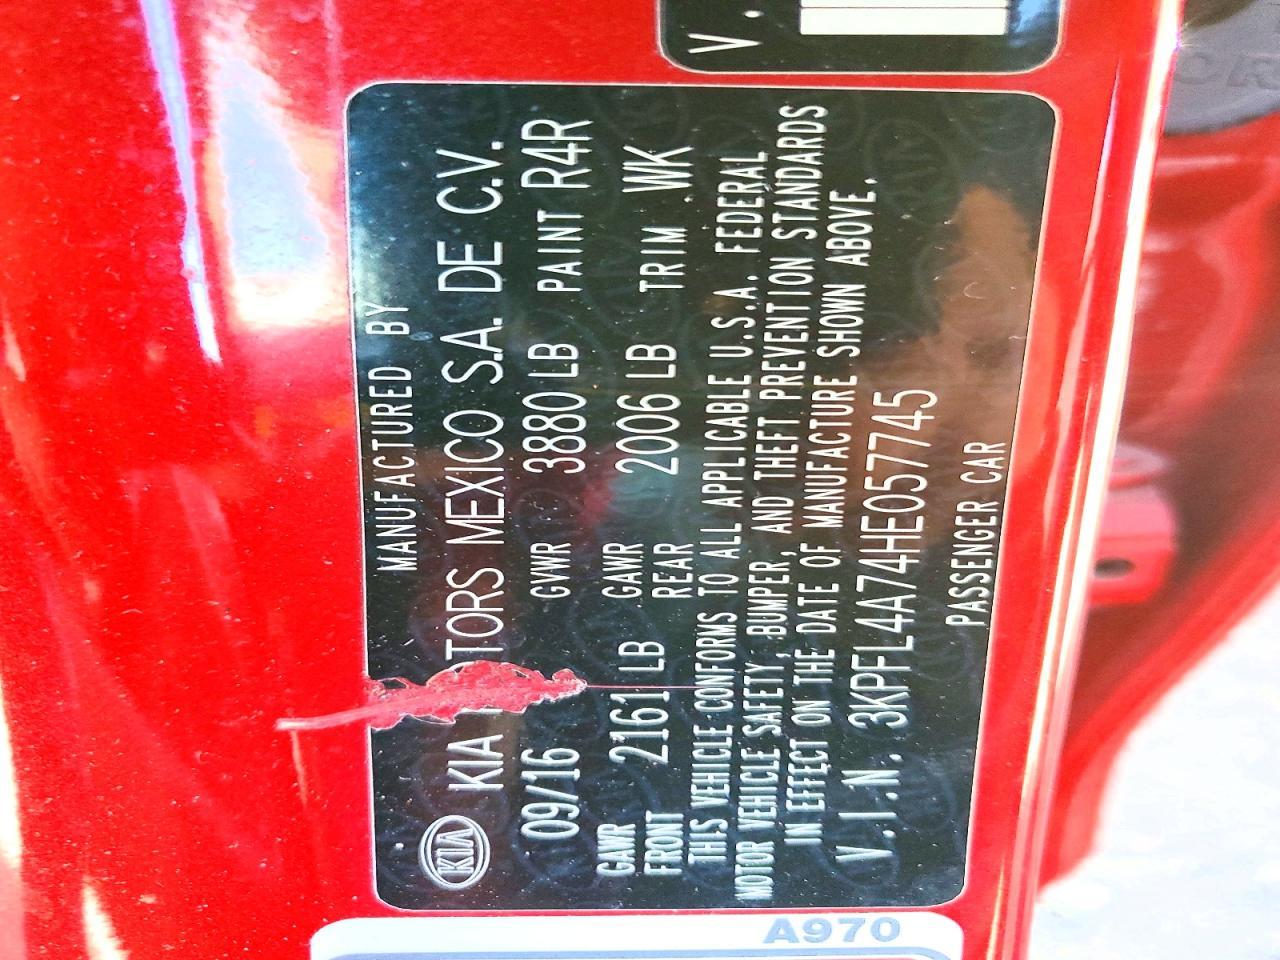 MANUFACTURED BY
KIA KIA TORS MEXICO S.A. DE C.V.
09/16 GVWR 3880 LB PAINT R4R
GAWR FRONT 2161 LB GAWR REAR 2006 LB TRIM WK
THIS VEHICLE CONFORMS TO ALL APPLICABLE U.S.A. FEDERAL
MOTOR VEHICLE SAFETY, BUMPER, AND THEFT PREVENTION STANDARDS
IN EFFECT ON THE DATE OF MANUFACTURE SHOWN ABOVE.
V.I.N. 3KPFL4A74HE057745
PASSENGER CAR
V.
A970